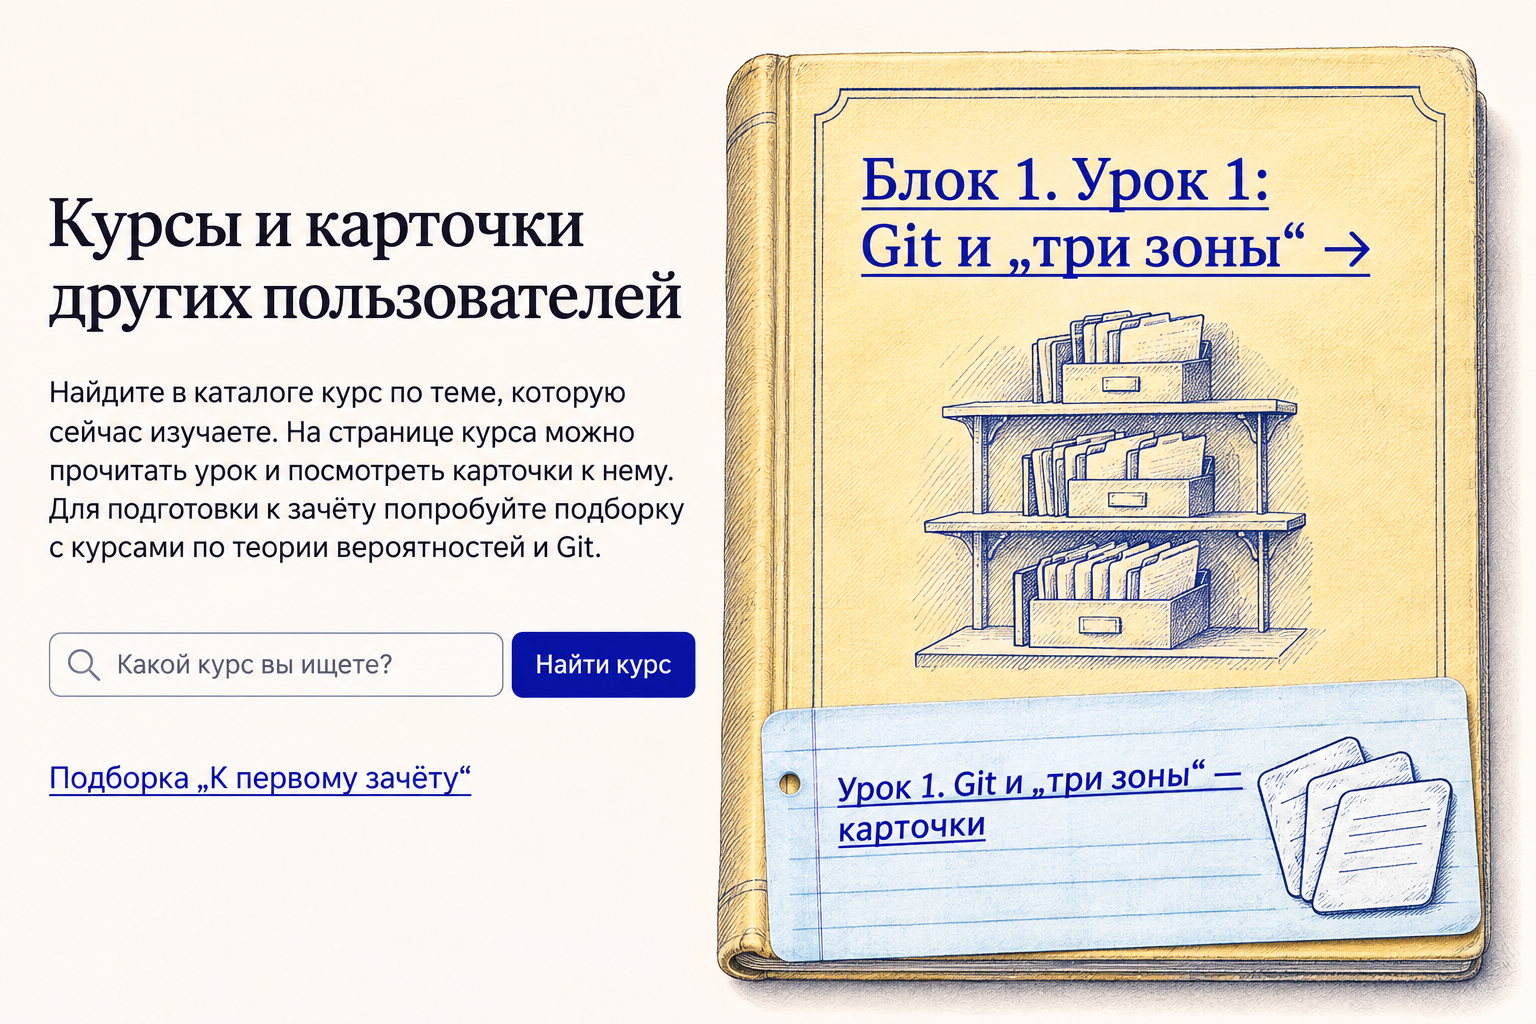 Курсы и карточки
других пользователей
Найдите в каталоге курс по теме, которую
сейчас изучаете. На странице курса можно
прочитать урок и посмотреть карточки к нему.
Для подготовки к зачёту попробуйте подборку
с курсами по теории вероятностей и Git.
Какой курс вы ищете?
Найти курс
Подборка „К первому зачёту“
Блок 1. Урок 1:
Git и „три зоны“ →
Урок 1. Git и „три зоны“ —
карточки